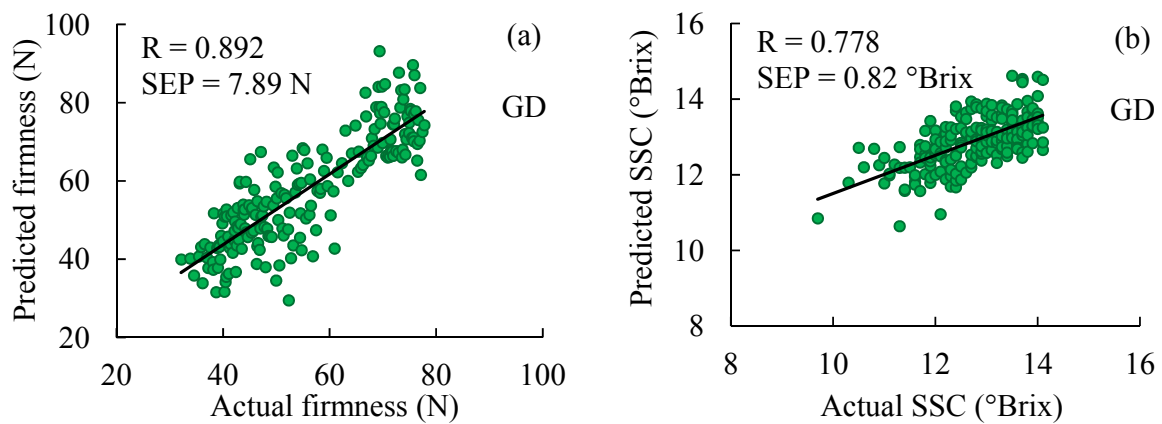 100
80
60
40
20
Predicted firmness (N)
R = 0.892
SEP = 7.89 N
(a)
GD
20 40 60 80 100
Actual firmness (N)
16
14
12
10
8
Predicted SSC (°Brix)
R = 0.778
SEP = 0.82 °Brix
(b)
GD
8 10 12 14 16
Actual SSC (°Brix)